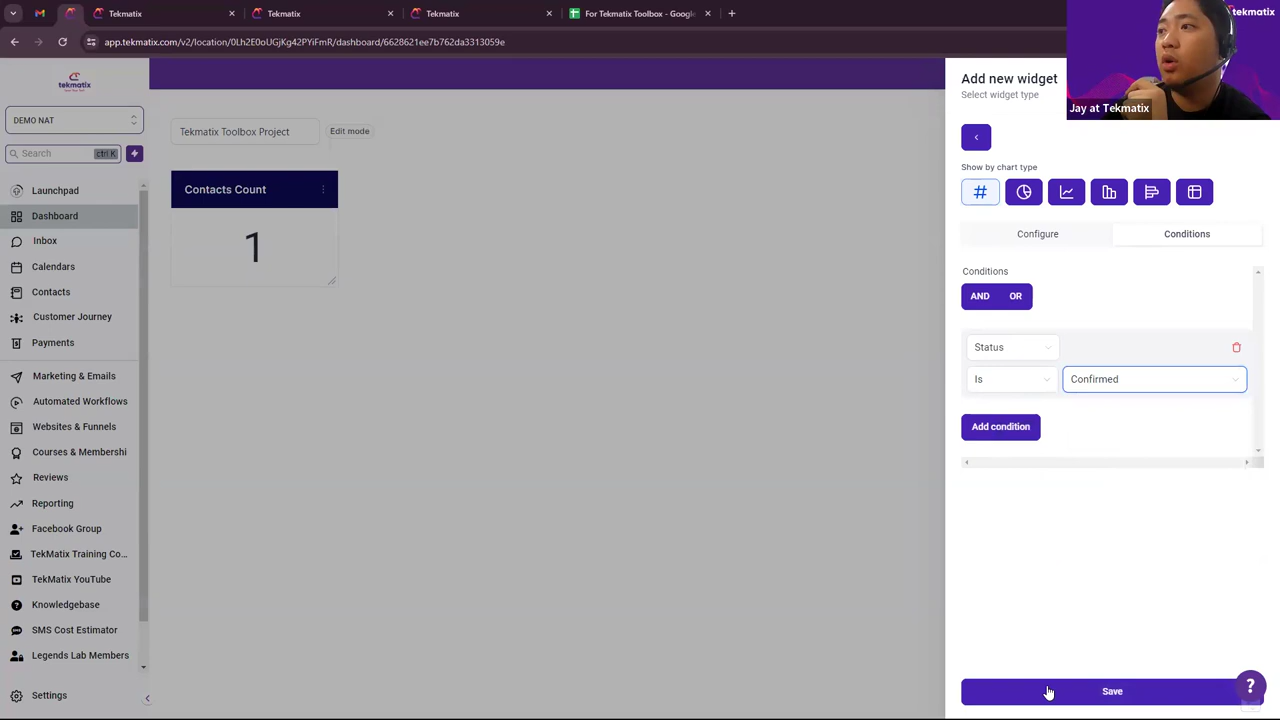 Tekmatix
Tekmatix
Tekmatix
For Tekmatix Toolbox - Google
app.tekmatix.com/v2/location/0Lh2E0oUGjKg42PYiFmR/dashboard/6628621ee7b762da3313059e
tekmatix
Jay at Tekmatix
tekmatix
DEMO NAT
Search
ctrl K
Launchpad
Dashboard
Inbox
Calendars
Contacts
Customer Journey
Payments
Marketing & Emails
Automated Workflows
Websites & Funnels
Courses & Membershi
Reviews
Reporting
Facebook Group
TekMatix Training Co...
TekMatix YouTube
Knowledgebase
SMS Cost Estimator
Legends Lab Members
Settings
Tekmatix Toolbox Project
Edit mode
Contacts Count
1
Add new widget
Select widget type
Show by chart type
Configure
Conditions
Conditions
AND OR
Status
Is
Confirmed
Add condition
Save
?